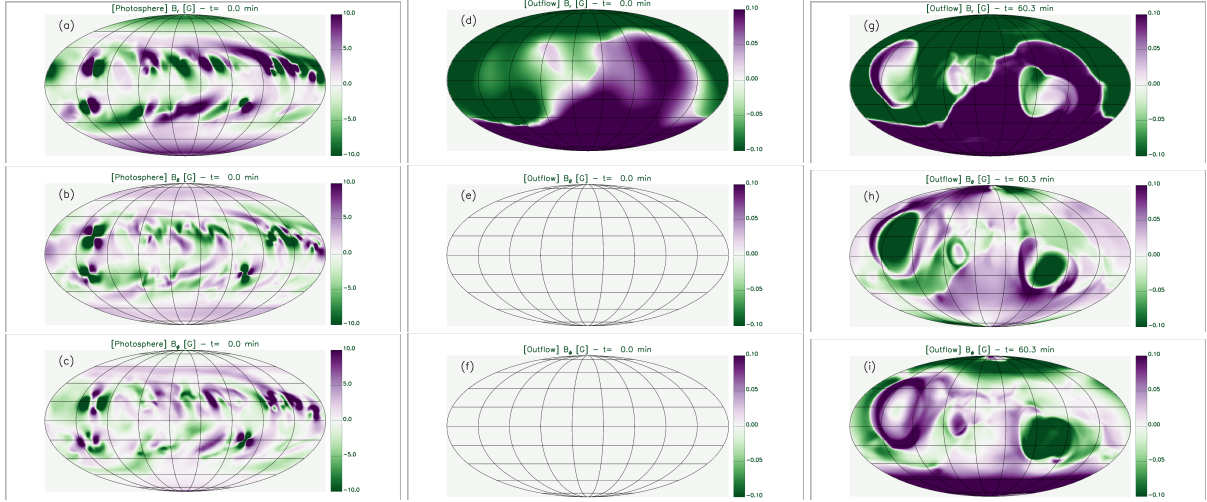 [Photosphere] B_r [G] - t= 0.0 min
(a)
10.0
5.0
0.0
-5.0
-10.0
[Outflow] B_r [G] - t= 0.0 min
(d)
0.10
0.05
0.00
-0.05
-0.10
[Outflow] B_r [G] - t= 60.3 min
(g)
0.10
0.05
0.00
-0.05
-0.10
[Photosphere] B_θ [G] - t= 0.0 min
(b)
10.0
5.0
0.0
-5.0
-10.0
[Outflow] B_θ [G] - t= 0.0 min
(e)
0.10
0.05
0.00
-0.05
-0.10
[Outflow] B_θ [G] - t= 60.3 min
(h)
0.10
0.05
0.00
-0.05
-0.10
[Photosphere] B_φ [G] - t= 0.0 min
(c)
10.0
5.0
0.0
-5.0
-10.0
[Outflow] B_φ [G] - t= 0.0 min
(f)
0.10
0.05
0.00
-0.05
-0.10
[Outflow] B_φ [G] - t= 60.3 min
(i)
0.10
0.05
0.00
-0.05
-0.10